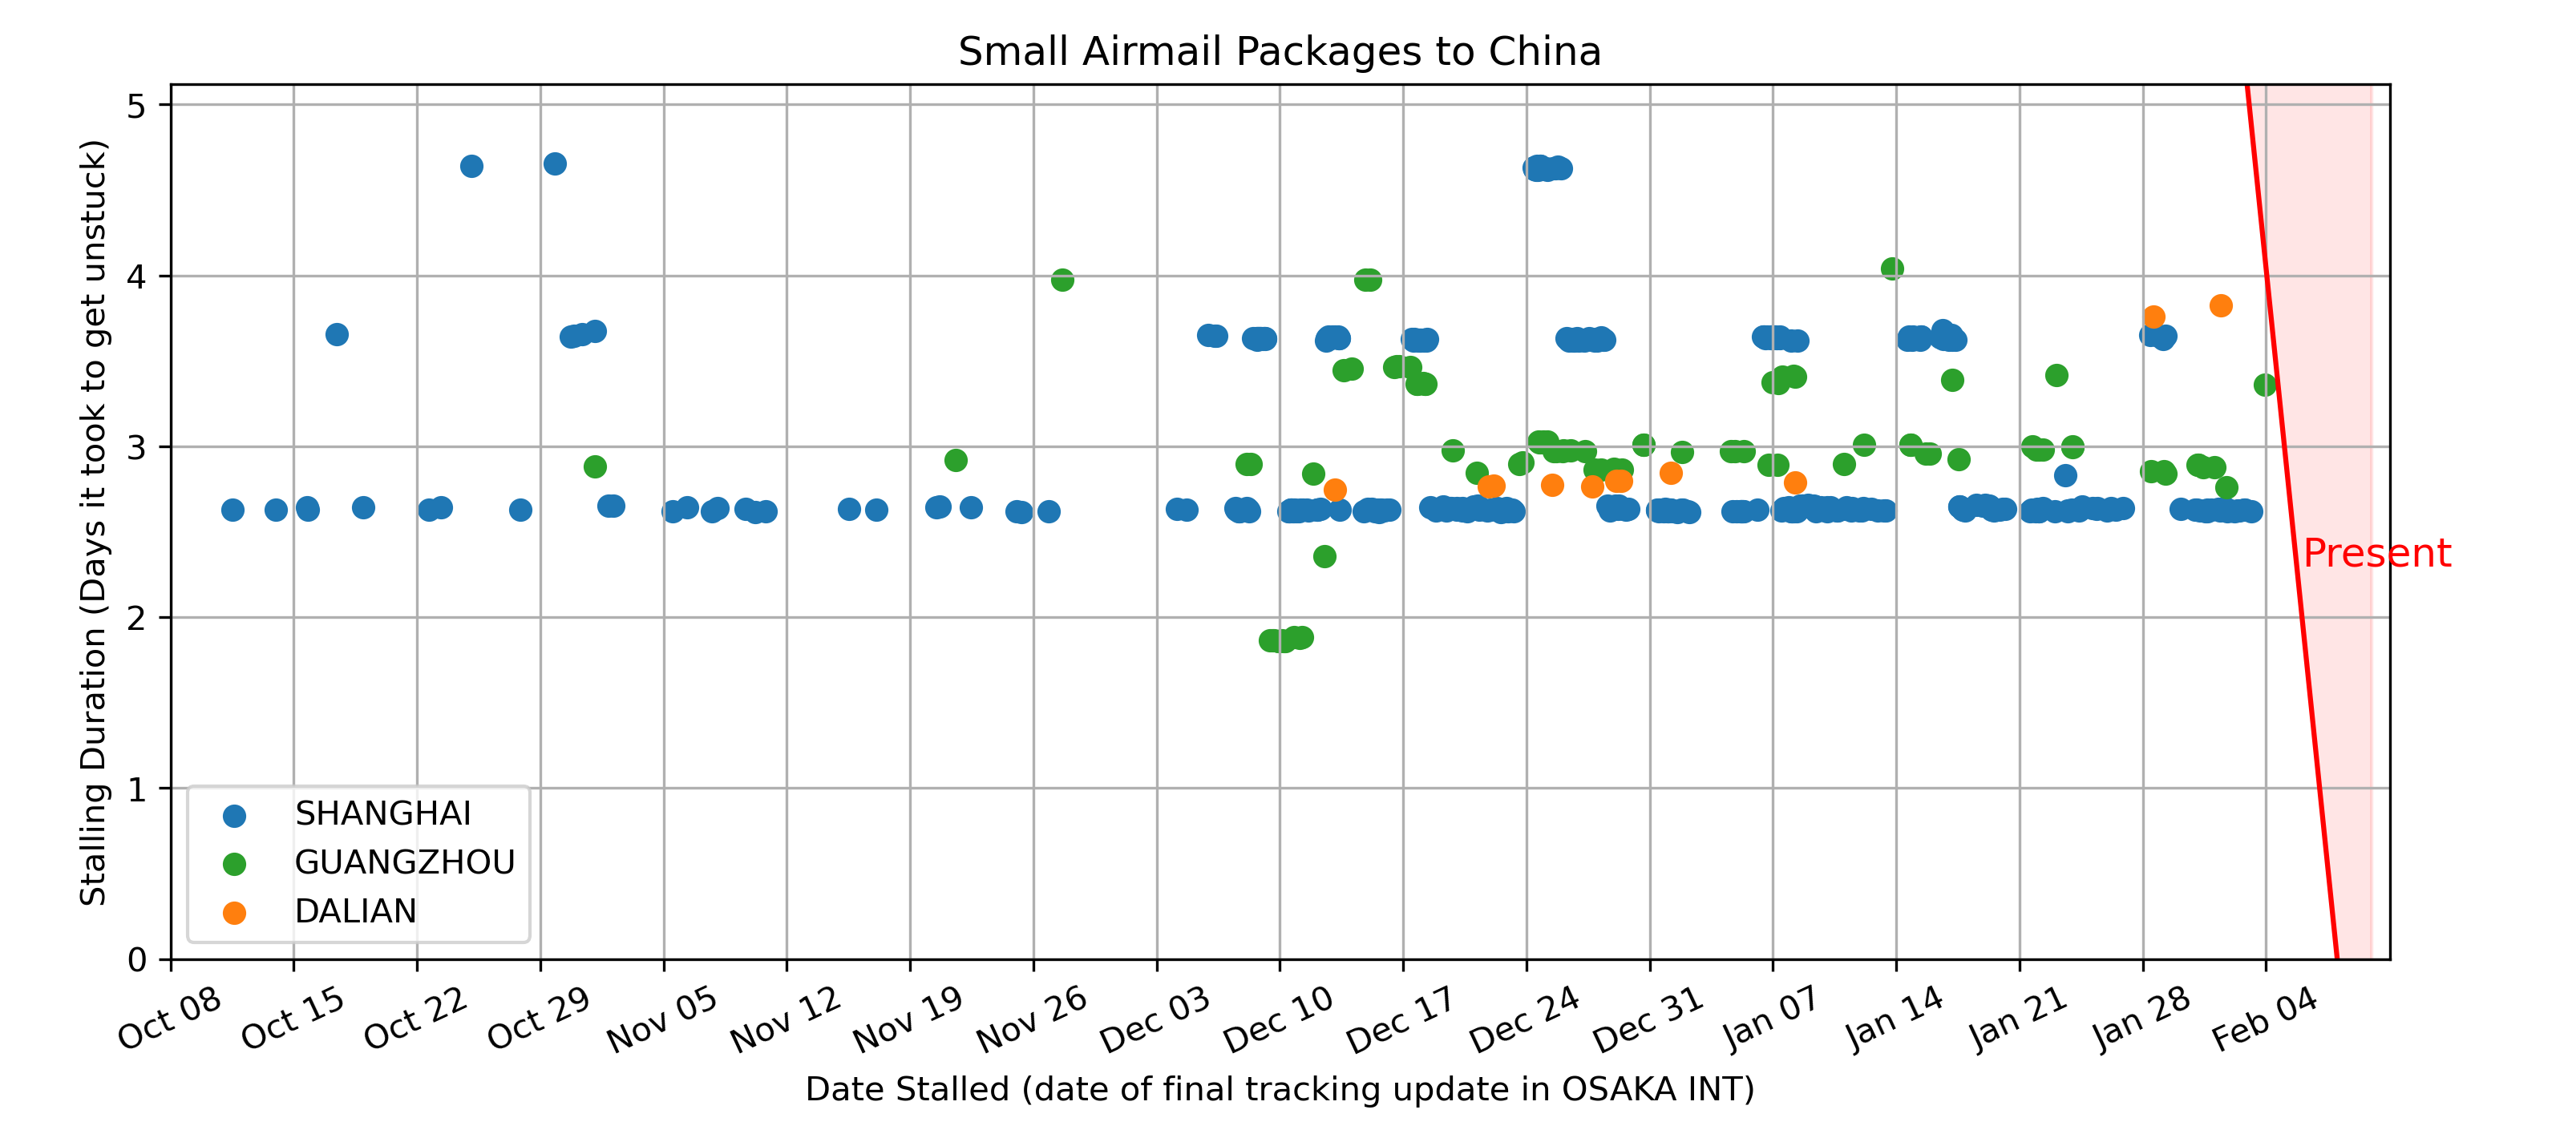 Small Airmail Packages to China
Stalling Duration (Days it took to get unstuck)
5
4
3
2
1
0
Present
SHANGHAI
GUANGZHOU
DALIAN
Oct 08 Oct 15 Oct 22 Oct 29 Nov 05 Nov 12 Nov 19 Nov 26 Dec 03 Dec 10 Dec 17 Dec 24 Dec 31 Jan 07 Jan 14 Jan 21 Jan 28 Feb 04
Date Stalled (date of final tracking update in OSAKA INT)